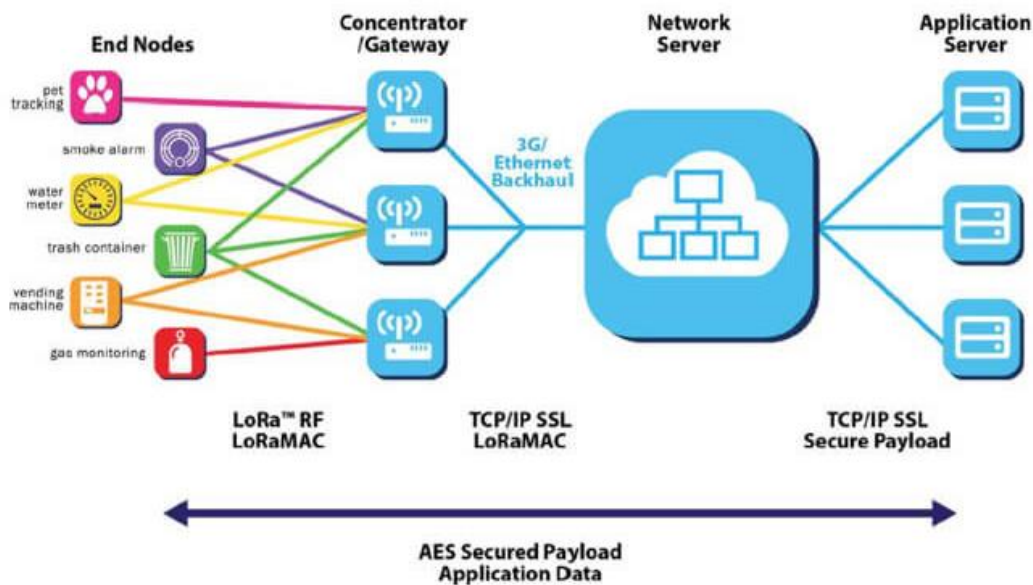 End Nodes
Concentrator
/Gateway
Network
Server
Application
Server
pet
tracking
smoke alarm
water
meter
trash container
vending
machine
gas monitoring
3G/
Ethernet
Backhaul
LoRa™ RF
LoRaMAC
TCP/IP SSL
LoRaMAC
TCP/IP SSL
Secure Payload
AES Secured Payload
Application Data